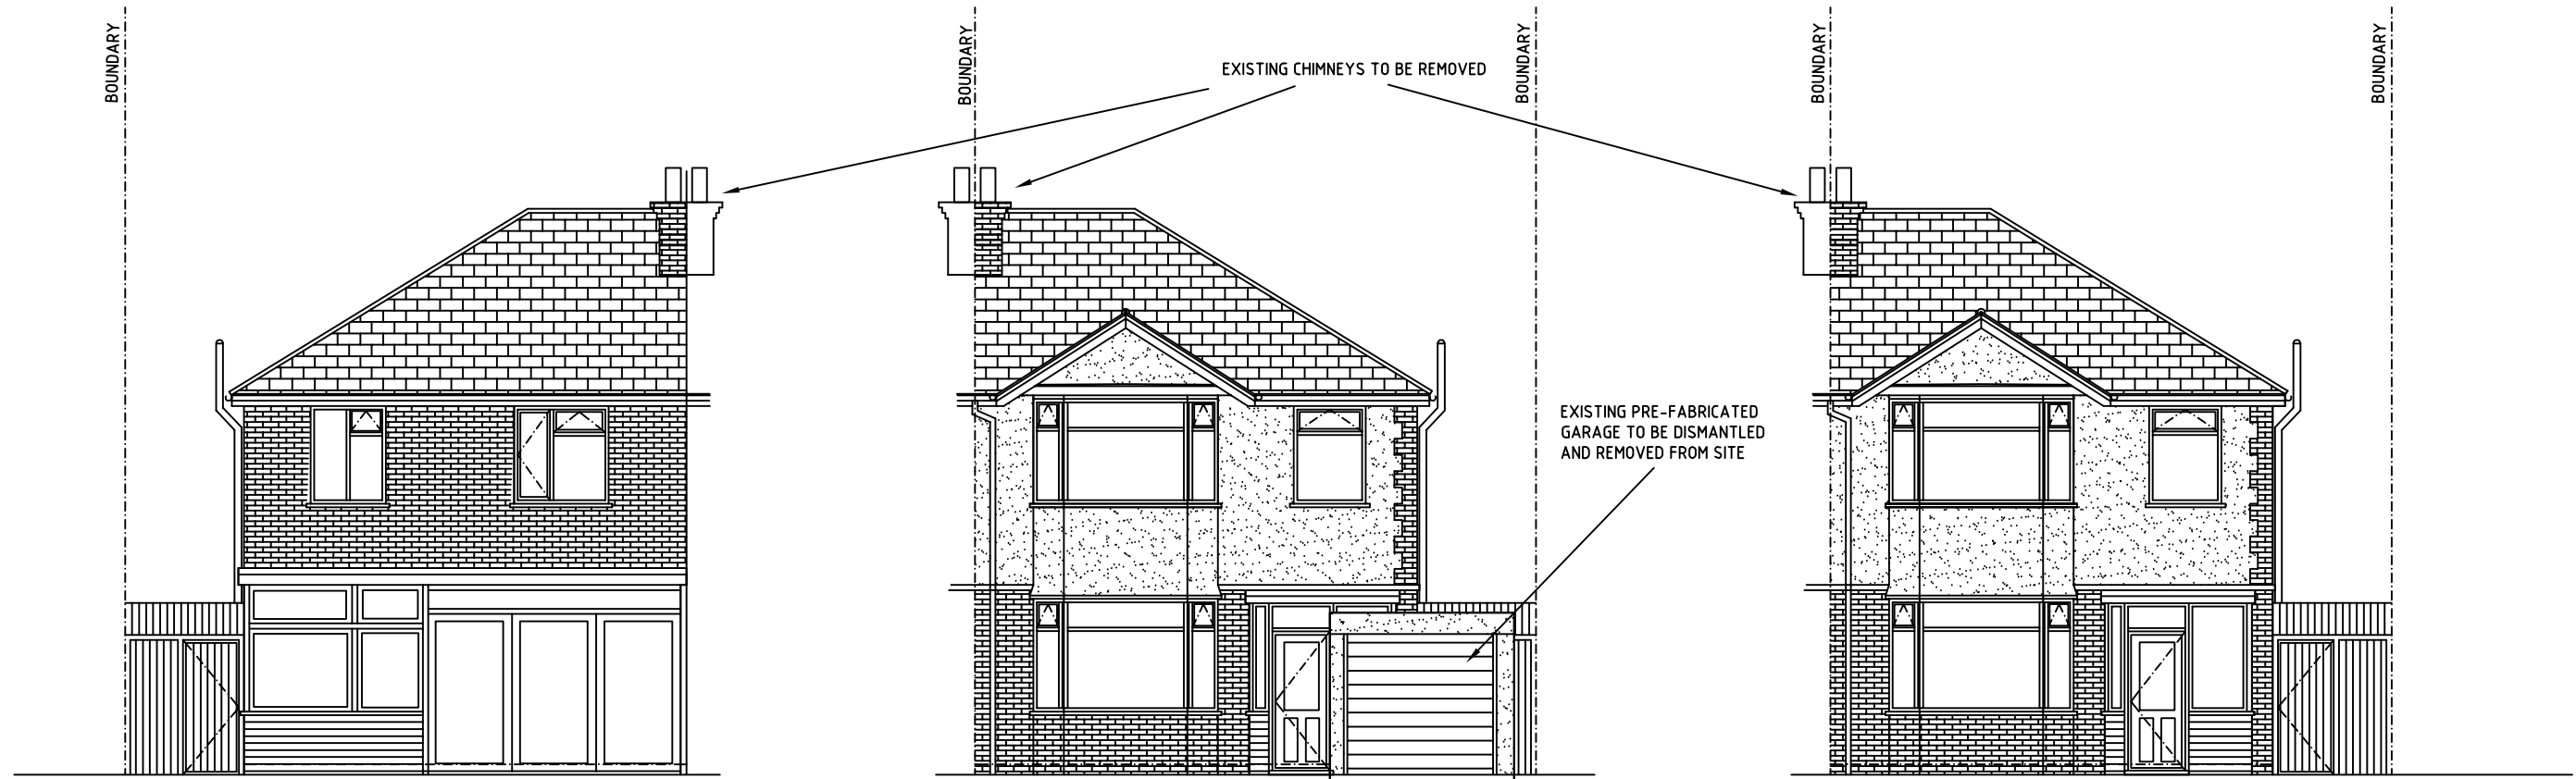 BOUNDARY
BOUNDARY
EXISTING CHIMNEYS TO BE REMOVED
BOUNDARY
BOUNDARY
BOUNDARY
EXISTING PRE-FABRICATED
GARAGE TO BE DISMANTLED
AND REMOVED FROM SITE